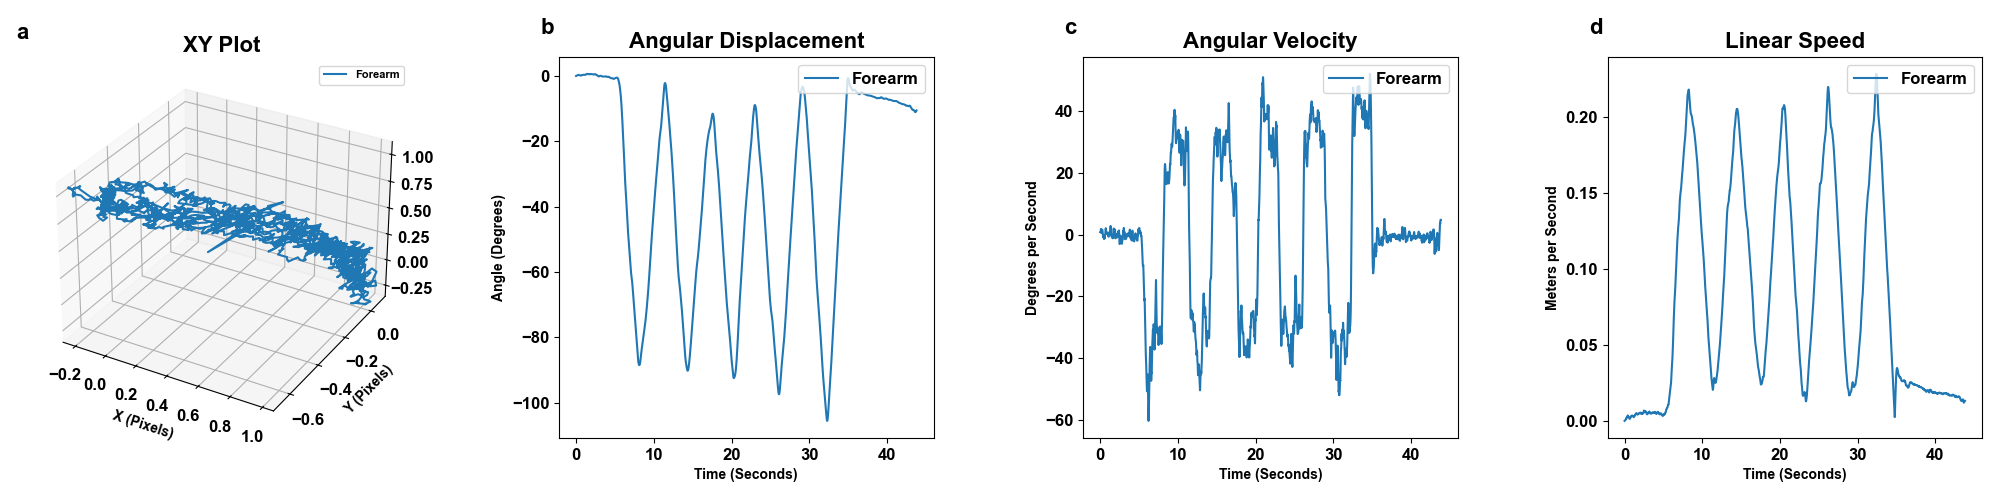 a
XY Plot
Forearm
1.00
0.75
0.50
0.25
0.00
−0.25
0.0
−0.2
−0.4
−0.6
Y (Pixels)
−0.2
0.0
0.2
0.4
0.6
0.8
1.0
X (Pixels)
b
Angular Displacement
Forearm
0
−20
−40
−60
−80
−100
Angle (Degrees)
0 10 20 30 40
Time (Seconds)
c
Angular Velocity
Forearm
40
20
0
−20
−40
−60
Degrees per Second
0 10 20 30 40
Time (Seconds)
d
Linear Speed
Forearm
0.20
0.15
0.10
0.05
0.00
Meters per Second
0 10 20 30 40
Time (Seconds)